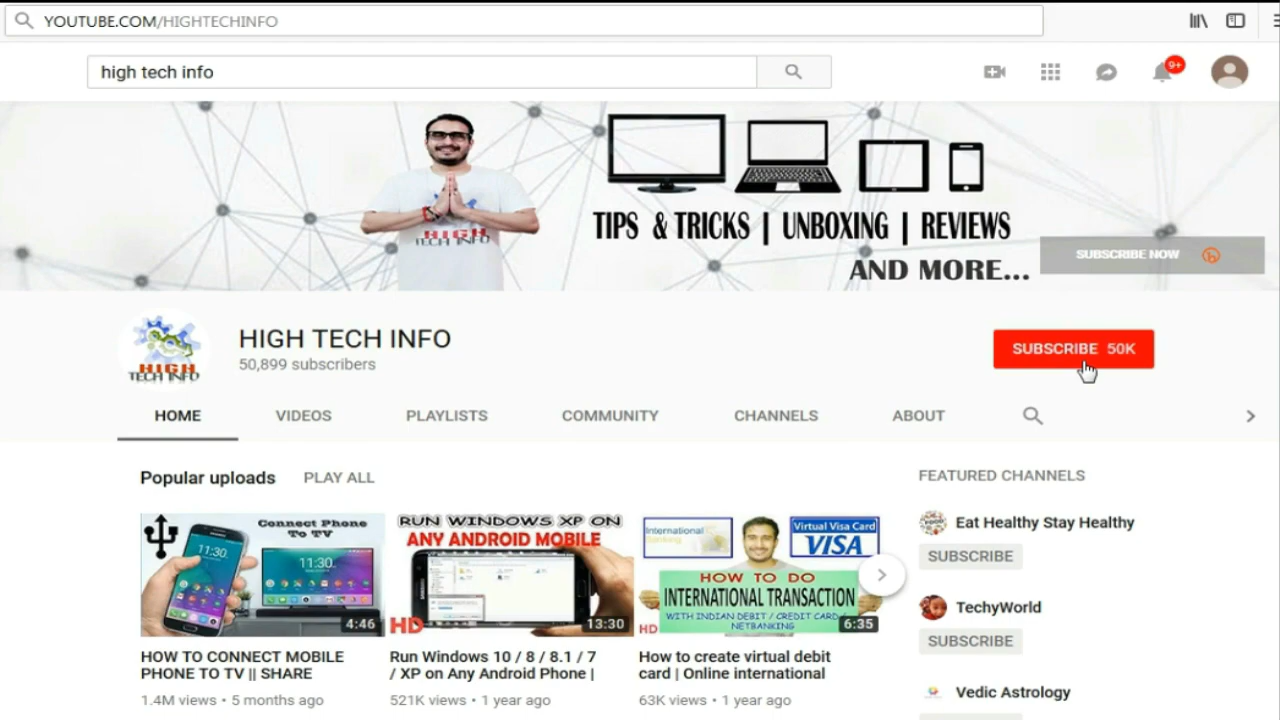 YOUTUBE.COM/HIGHTECHINFO
high tech info
9+
HIGH
TECH INFO
TIPS & TRICKS | UNBOXING | REVIEWS
AND MORE...
SUBSCRIBE NOW
HIGH
TECH INFO
HIGH TECH INFO
50,899 subscribers
SUBSCRIBE 50K
HOME VIDEOS PLAYLISTS COMMUNITY CHANNELS ABOUT
Popular uploads PLAY ALL
Connect Phone
To TV
11:30
11:30
4:46
HOW TO CONNECT MOBILE
PHONE TO TV || SHARE
1.4M views • 5 months ago
RUN WINDOWS XP ON
ANY ANDROID MOBILE
HD
13:30
Run Windows 10 / 8 / 8.1 / 7
/ XP on Any Android Phone |
521K views • 1 year ago
International
Banking
Virtual Visa Card
VISA
HOW TO DO
INTERNATIONAL TRANSACTION
WITH INDIAN DEBIT / CREDIT CARD
NETBANKING
HD
6:35
How to create virtual debit
card | Online international
63K views • 1 year ago
FEATURED CHANNELS
Eat Healthy Stay Healthy
SUBSCRIBE
TechyWorld
SUBSCRIBE
Vedic Astrology